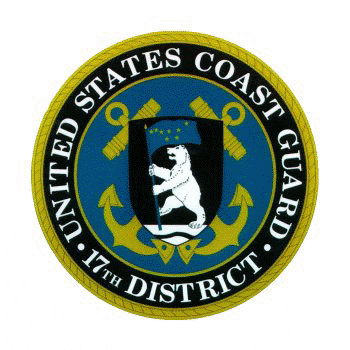 • UNITED STATES COAST GUARD •
17TH DISTRICT